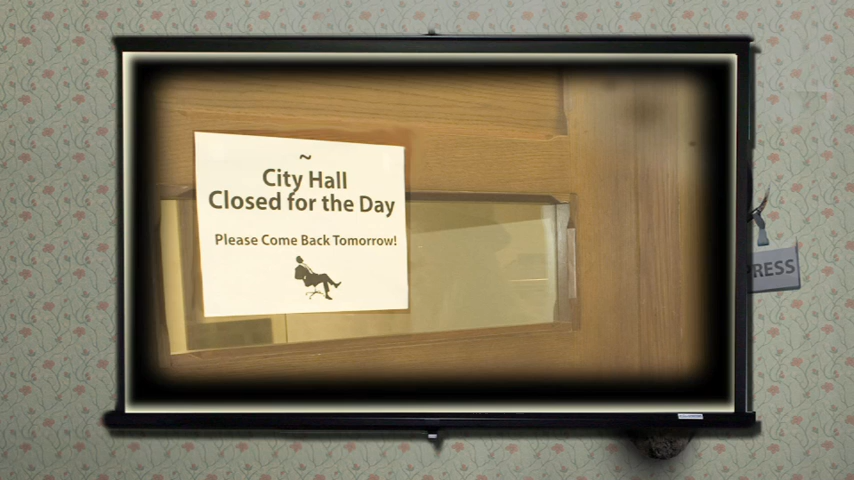 ~
City Hall
Closed for the Day
Please Come Back Tomorrow!
PRESS